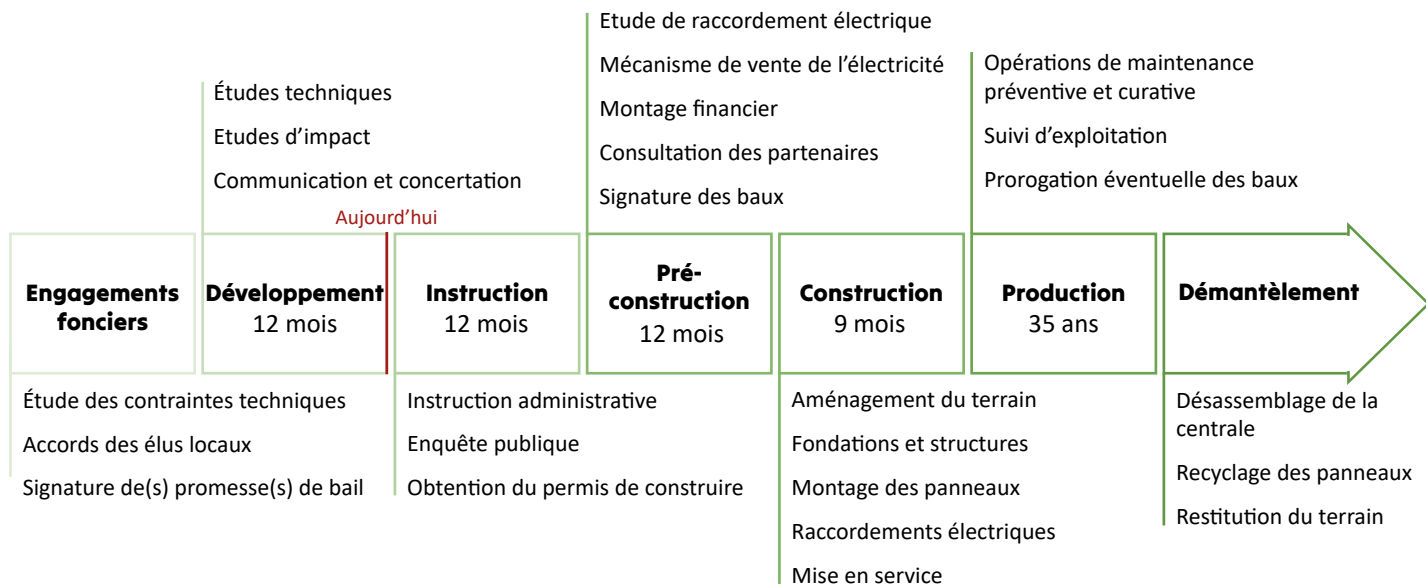 Etude de raccordement électrique
Mécanisme de vente de l’électricité
Montage financier
Consultation des partenaires
Signature des baux
Opérations de maintenance
préventive et curative
Suivi d’exploitation
Prorogation éventuelle des baux
Études techniques
Etudes d’impact
Communication et concertation
Aujourd’hui
Engagements
fonciers
Développement
12 mois
Instruction
12 mois
Pré-
construction
12 mois
Construction
9 mois
Production
35 ans
Démantèlement
Étude des contraintes techniques
Accords des élus locaux
Signature de(s) promesse(s) de bail
Instruction administrative
Enquête publique
Obtention du permis de construire
Aménagement du terrain
Fondations et structures
Montage des panneaux
Raccordements électriques
Mise en service
Désassemblage de la
centrale
Recyclage des panneaux
Restitution du terrain